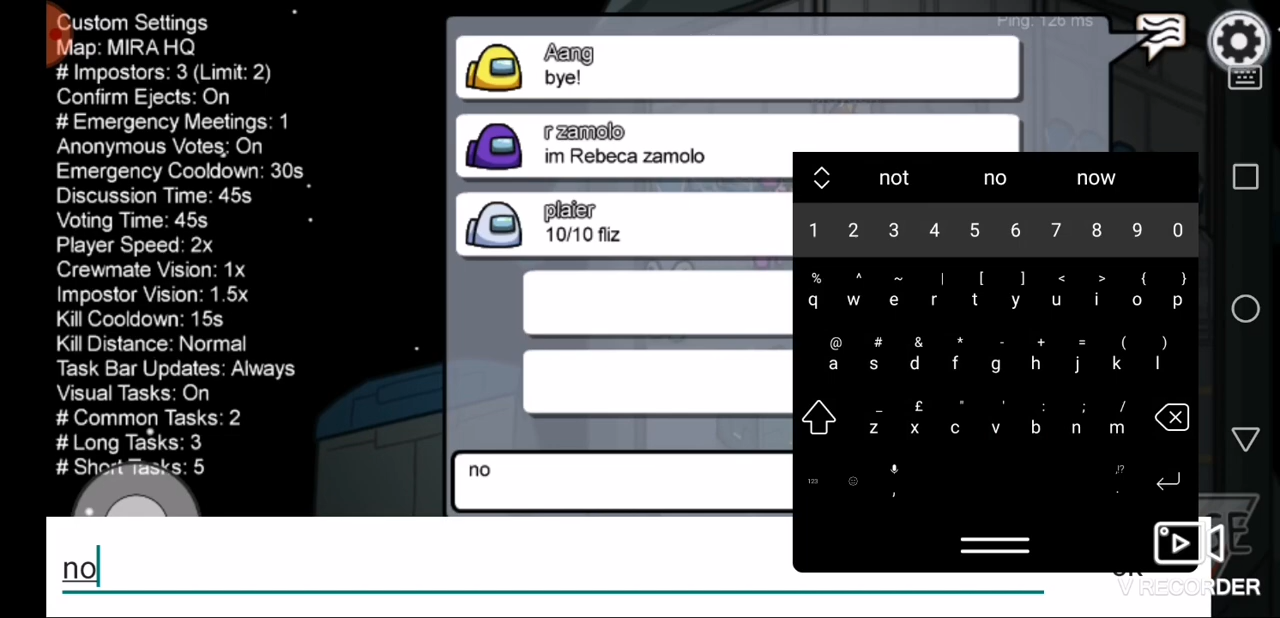 Custom Settings
Map: MIRA HQ
# Impostors: 3 (Limit: 2)
Confirm Ejects: On
# Emergency Meetings: 1
Anonymous Votes: On
Emergency Cooldown: 30s
Discussion Time: 45s
Voting Time: 45s
Player Speed: 2x
Crewmate Vision: 1x
Impostor Vision: 1.5x
Kill Cooldown: 15s
Kill Distance: Normal
Task Bar Updates: Always
Visual Tasks: On
# Common Tasks: 2
# Long Tasks: 3
# Short Tasks: 5
Ping: 126 ms
Aang
bye!
r zamolo
im Rebeca zamolo
plaier
10/10 fliz
no
no
not no now
1 2 3 4 5 6 7 8 9 0
% ^ ~ | [ ] < > { }
q w e r t y u i o p
@ # & * - + = ( )
a s d f g h j k l
_ £ " ' : ; /
z x c v b n m
,!?
123 , .
V RECORDER